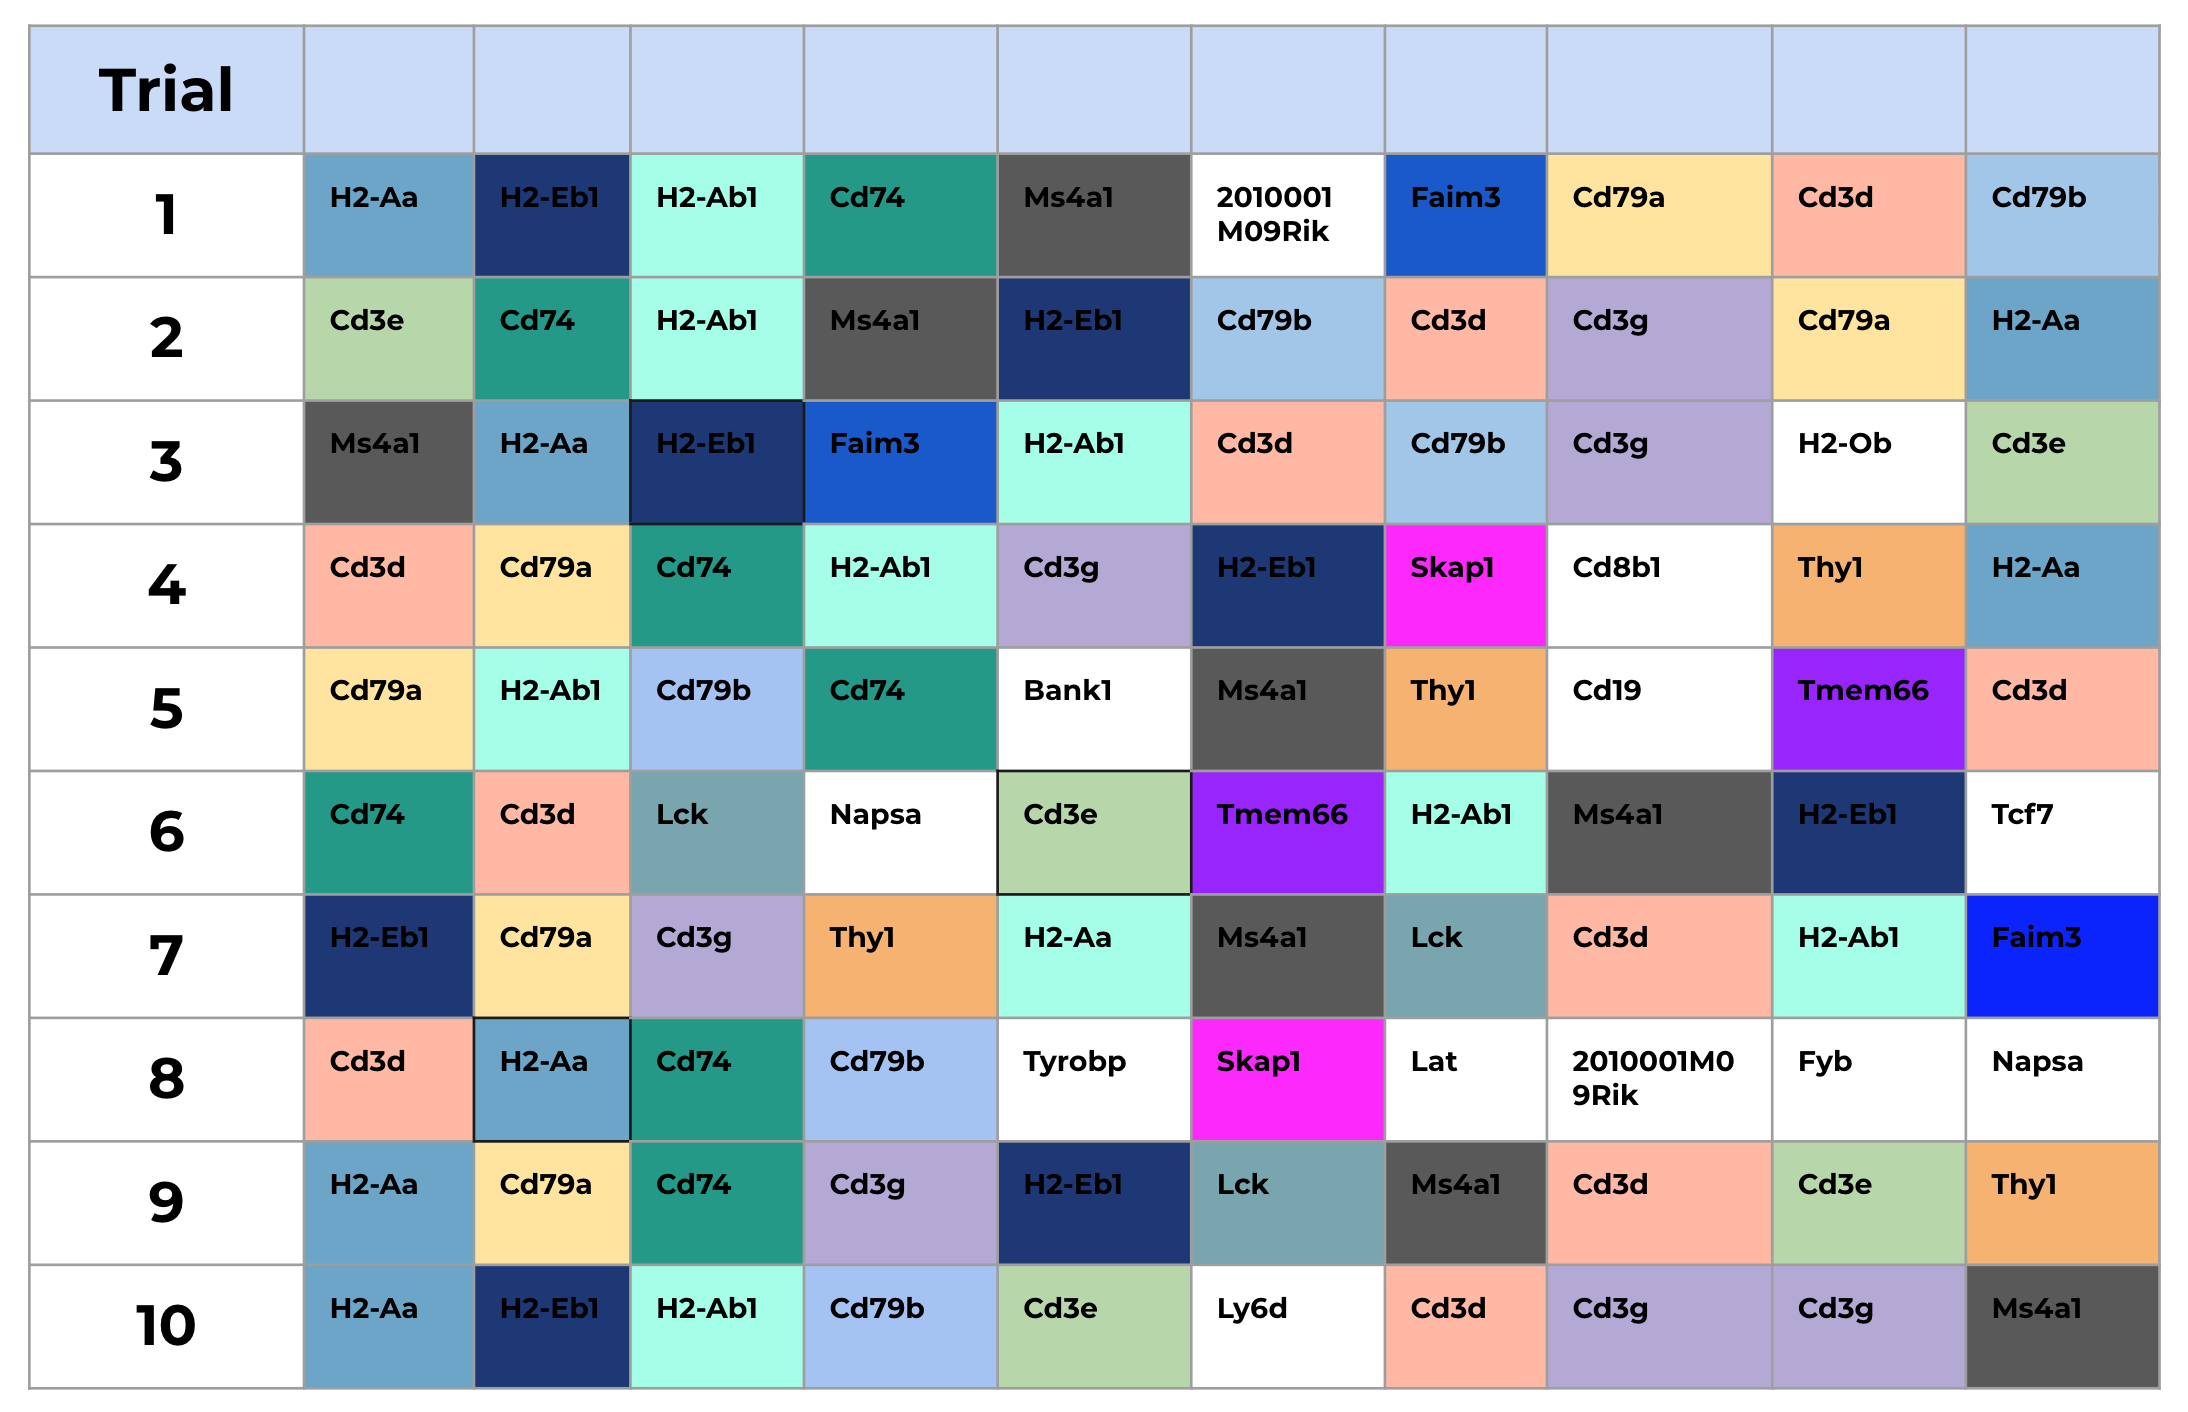 Trial
1 H2-Aa H2-Eb1 H2-Ab1 Cd74 Ms4a1 2010001 Faim3 Cd79a Cd3d Cd79b
M09Rik
2 Cd3e Cd74 H2-Ab1 Ms4a1 H2-Eb1 Cd79b Cd3d Cd3g Cd79a H2-Aa
3 Ms4a1 H2-Aa H2-Eb1 Faim3 H2-Ab1 Cd3d Cd79b Cd3g H2-Ob Cd3e
4 Cd3d Cd79a Cd74 H2-Ab1 Cd3g H2-Eb1 Skap1 Cd8b1 Thy1 H2-Aa
5 Cd79a H2-Ab1 Cd79b Cd74 Bank1 Ms4a1 Thy1 Cd19 Tmem66 Cd3d
6 Cd74 Cd3d Lck Napsa Cd3e Tmem66 H2-Ab1 Ms4a1 H2-Eb1 Tcf7
7 H2-Eb1 Cd79a Cd3g Thy1 H2-Aa Ms4a1 Lck Cd3d H2-Ab1 Faim3
8 Cd3d H2-Aa Cd74 Cd79b Tyrobp Skap1 Lat 2010001M0 Fyb Napsa
9Rik
9 H2-Aa Cd79a Cd74 Cd3g H2-Eb1 Lck Ms4a1 Cd3d Cd3e Thy1
10 H2-Aa H2-Eb1 H2-Ab1 Cd79b Cd3e Ly6d Cd3d Cd3g Cd3g Ms4a1